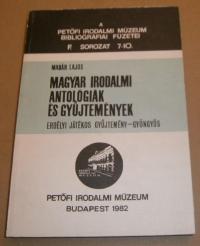 A
PETŐFI IRODALMI MÚZEUM
BIBLIOGRÁFIAI FÜZETEI
F. SOROZAT 7-10.
MADÁR LAJOS
MAGYAR IRODALMI
ANTOLÓGIÁK
ÉS GYŰJTEMÉNYEK
ERDÉLYI JÁTÉKOS GYŰJTEMÉNY-GYÖNGYÖS
PETŐFI IRODALMI MÚZEUM
BUDAPEST 1982